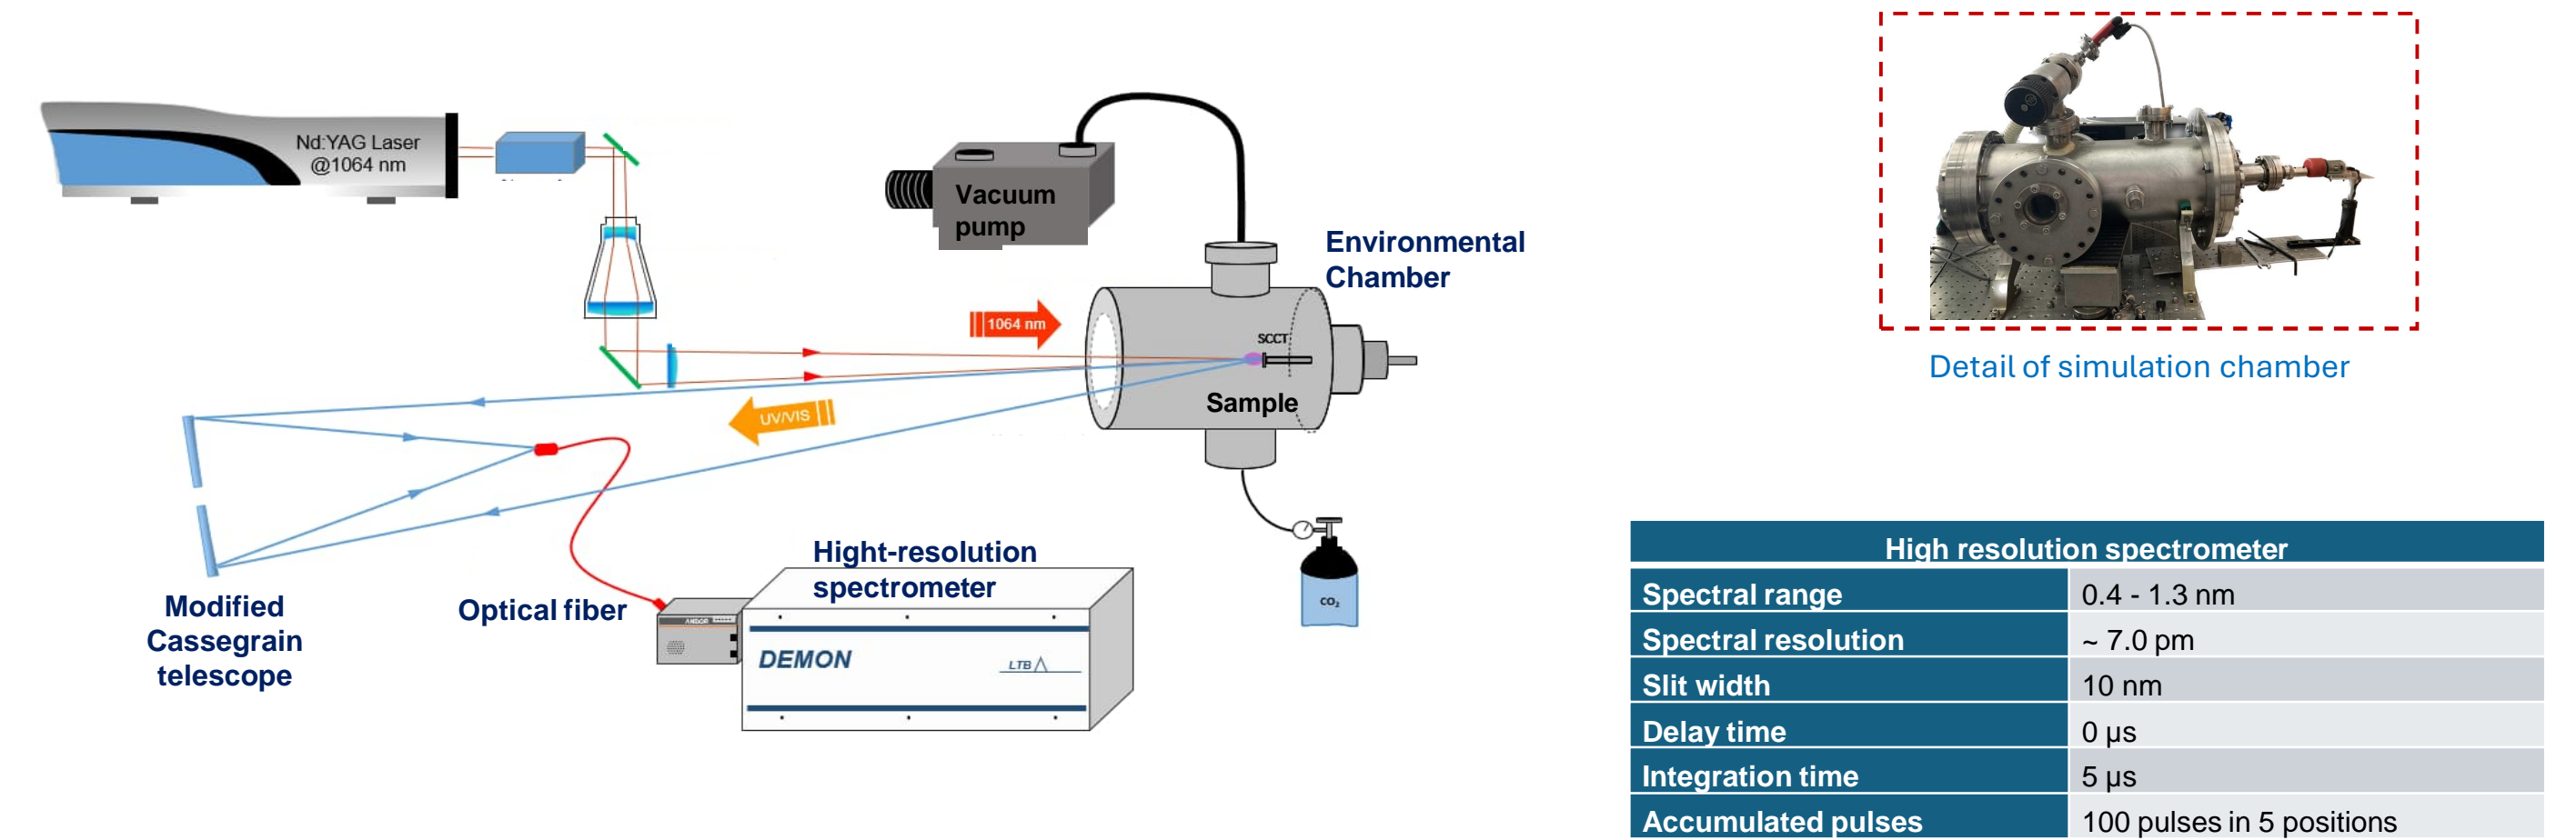 Nd:YAG Laser
@1064 nm
Vacuum
pump
Environmental
Chamber
1064 nm
SCCT
Sample
UV/VIS
CO₂
Hight-resolution
spectrometer
Optical fiber
Modified
Cassegrain
telescope
ANDOR
DEMON
LTB
Detail of simulation chamber
High resolution spectrometer
Spectral range 0.4 - 1.3 nm
Spectral resolution ~ 7.0 pm
Slit width 10 nm
Delay time 0 µs
Integration time 5 µs
Accumulated pulses 100 pulses in 5 positions